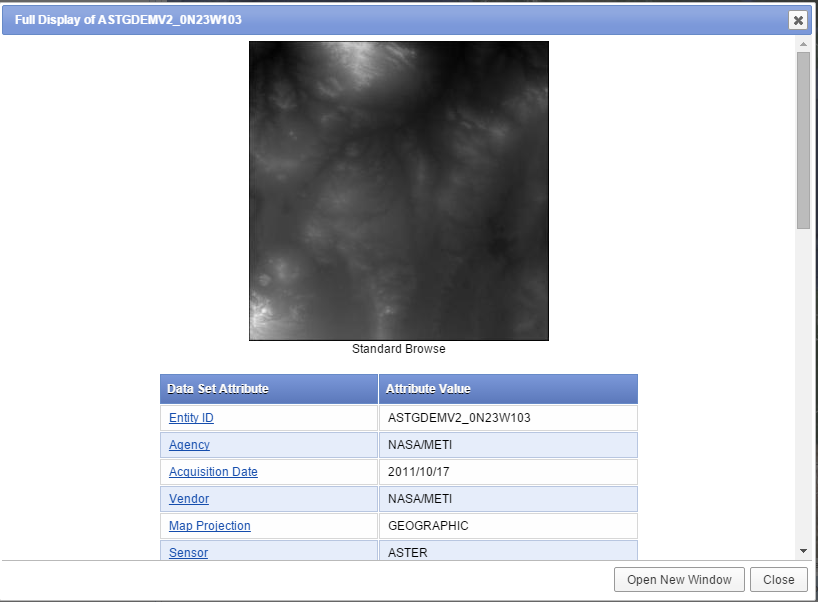 Full Display of ASTGDEMV2_0N23W103
Standard Browse
Data Set Attribute Attribute Value
Entity ID ASTGDEMV2_0N23W103
Agency NASA/METI
Acquisition Date 2011/10/17
Vendor NASA/METI
Map Projection GEOGRAPHIC
Sensor ASTER
Open New Window Close